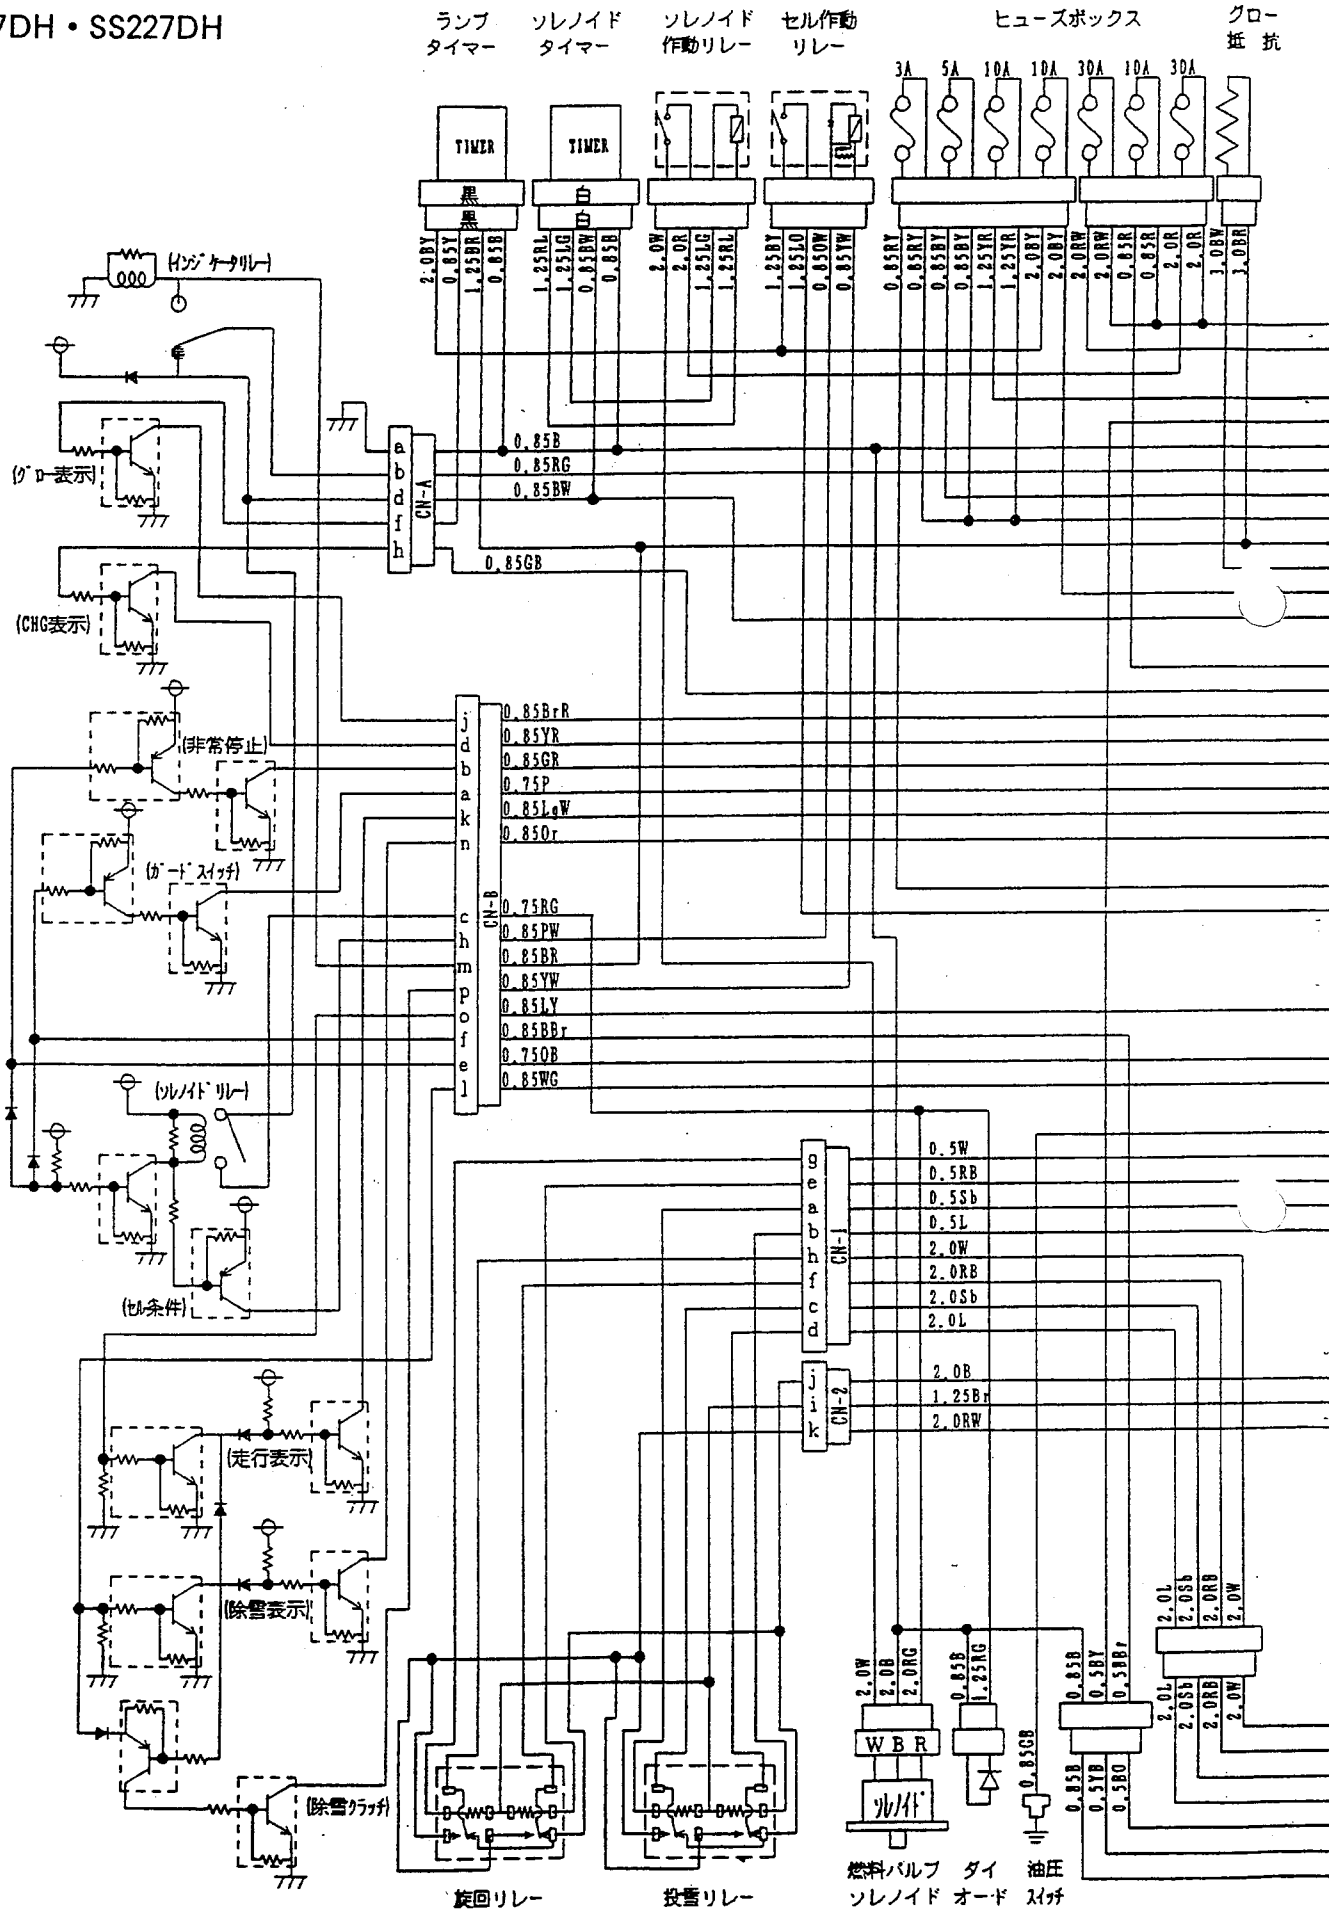 7DH・SS227DH
ランプ
タイマー
ソレノイド
タイマー
ソレノイド
作動リレー
セル作動
リレー
ヒューズボックス
グロー
抵 抗
3A 5A 10A 10A 30A 10A 30A
TIMER
TIMER
黒
黒
白
白
2.0BY
0.85Y
1.25BR
0.85B
1.25RL
1.25LG
0.85BW
0.85B
2.0W
2.0R
1.25LG
1.25RL
1.25BY
1.25LO
0.85OW
0.85YW
0.85RY
0.85RY
0.85BY
0.85BY
1.25YR
1.25YR
2.0BY
2.0BY
2.0RW
2.0RW
0.85R
0.85R
2.0R
2.0R
3.0BW
3.0BR
(インジケータリレー)
(グロー表示)
a
b
d
f
h
CN-A
0.85B
0.85RG
0.85BW
0.85GB
(CHG表示)
(非常停止)
(ガードスイッチ)
j
d
b
a
k
n
c
h
m
p
o
f
e
l
CN-B
0.85BrR
0.85YR
0.85GR
0.75P
0.85LgW
0.85Or
0.75RG
0.85PW
0.85BR
0.85YW
0.85LY
0.85BBr
0.75OB
0.85WG
(ソレノイドリレー)
(セル条件)
g
e
a
b
h
f
c
d
CN-1
0.5W
0.5RB
0.5Sb
0.5L
2.0W
2.0RB
2.0Sb
2.0L
j
i
k
CN-2
2.0B
1.25Br
2.0RW
(走行表示)
(除雪表示)
(除雪クラッチ)
2.0L
2.0Sb
2.0RB
2.0W
2.0L
2.0Sb
2.0RB
2.0W
2.0W
2.0B
2.0RG
0.85B
1.25RG
0.85B
0.5BY
0.5BBr
W B R
ソレノイド
0.85GB
0.85B
0.5YB
0.5BO
旋回リレー
投雪リレー
燃料バルブ
ソレノイド
ダイ
オード
油圧
スイッチ